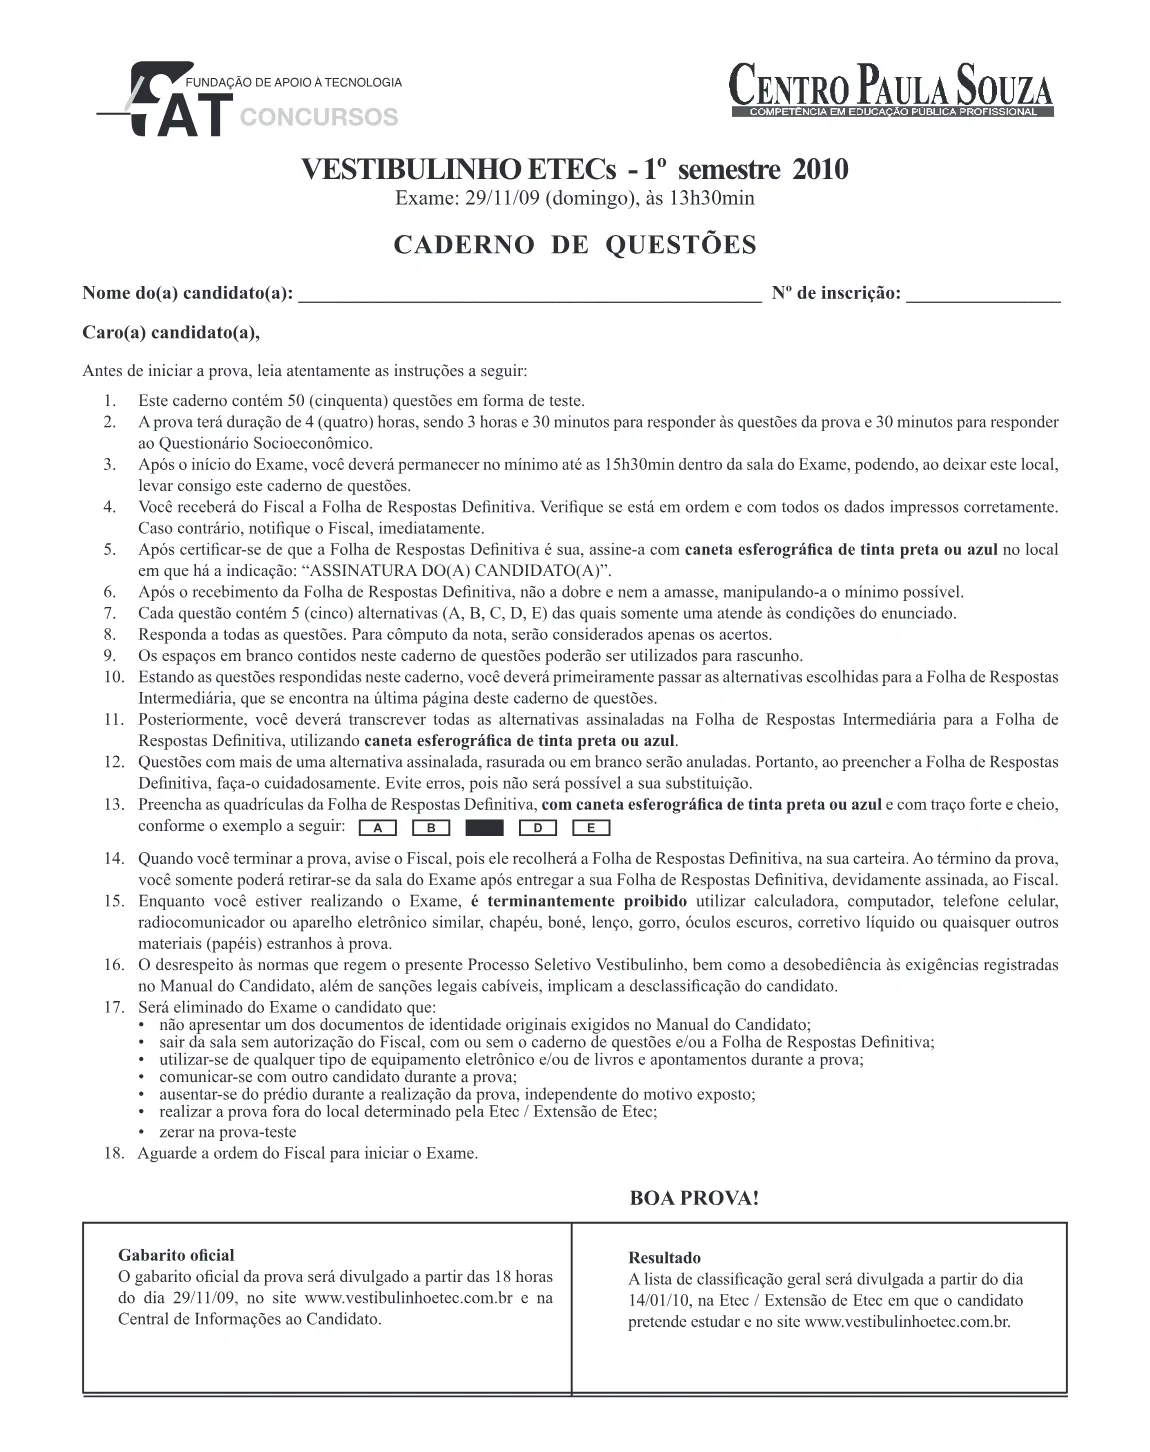 FUNDAÇÃO DE APOIO À TECNOLOGIA
FAT CONCURSOS
CENTRO PAULA SOUZA
COMPETÊNCIA EM EDUCAÇÃO PÚBLICA PROFISSIONAL
VESTIBULINHO ETECs - 1º semestre 2010
Exame: 29/11/09 (domingo), às 13h30min
CADERNO DE QUESTÕES
Nome do(a) candidato(a): ______________________________________________ Nº de inscrição: _______________
Caro(a) candidato(a),
Antes de iniciar a prova, leia atentamente as instruções a seguir:
1. Este caderno contém 50 (cinquenta) questões em forma de teste.
2. A prova terá duração de 4 (quatro) horas, sendo 3 horas e 30 minutos para responder às questões da prova e 30 minutos para responder
ao Questionário Socioeconômico.
3. Após o início do Exame, você deverá permanecer no mínimo até as 15h30min dentro da sala do Exame, podendo, ao deixar este local,
levar consigo este caderno de questões.
4. Você receberá do Fiscal a Folha de Respostas Definitiva. Verifique se está em ordem e com todos os dados impressos corretamente.
Caso contrário, notifique o Fiscal, imediatamente.
5. Após certificar-se de que a Folha de Respostas Definitiva é sua, assine-a com caneta esferográfica de tinta preta ou azul no local
em que há a indicação: “ASSINATURA DO(A) CANDIDATO(A)”.
6. Após o recebimento da Folha de Respostas Definitiva, não a dobre e nem a amasse, manipulando-a o mínimo possível.
7. Cada questão contém 5 (cinco) alternativas (A, B, C, D, E) das quais somente uma atende às condições do enunciado.
8. Responda a todas as questões. Para cômputo da nota, serão considerados apenas os acertos.
9. Os espaços em branco contidos neste caderno de questões poderão ser utilizados para rascunho.
10. Estando as questões respondidas neste caderno, você deverá primeiramente passar as alternativas escolhidas para a Folha de Respostas
Intermediária, que se encontra na última página deste caderno de questões.
11. Posteriormente, você deverá transcrever todas as alternativas assinaladas na Folha de Respostas Intermediária para a Folha de
Respostas Definitiva, utilizando caneta esferográfica de tinta preta ou azul.
12. Questões com mais de uma alternativa assinalada, rasurada ou em branco serão anuladas. Portanto, ao preencher a Folha de Respostas
Definitiva, faça-o cuidadosamente. Evite erros, pois não será possível a sua substituição.
13. Preencha as quadrículas da Folha de Respostas Definitiva, com caneta esferográfica de tinta preta ou azul e com traço forte e cheio,
conforme o exemplo a seguir: A B D E
14. Quando você terminar a prova, avise o Fiscal, pois ele recolherá a Folha de Respostas Definitiva, na sua carteira. Ao término da prova,
você somente poderá retirar-se da sala do Exame após entregar a sua Folha de Respostas Definitiva, devidamente assinada, ao Fiscal.
15. Enquanto você estiver realizando o Exame, é terminantemente proibido utilizar calculadora, computador, telefone celular,
radiocomunicador ou aparelho eletrônico similar, chapéu, boné, lenço, gorro, óculos escuros, corretivo líquido ou quaisquer outros
materiais (papéis) estranhos à prova.
16. O desrespeito às normas que regem o presente Processo Seletivo Vestibulinho, bem como a desobediência às exigências registradas
no Manual do Candidato, além de sanções legais cabíveis, implicam a desclassificação do candidato.
17. Será eliminado do Exame o candidato que:
• não apresentar um dos documentos de identidade originais exigidos no Manual do Candidato;
• sair da sala sem autorização do Fiscal, com ou sem o caderno de questões e/ou a Folha de Respostas Definitiva;
• utilizar-se de qualquer tipo de equipamento eletrônico e/ou de livros e apontamentos durante a prova;
• comunicar-se com outro candidato durante a prova;
• ausentar-se do prédio durante a realização da prova, independente do motivo exposto;
• realizar a prova fora do local determinado pela Etec / Extensão de Etec;
• zerar na prova-teste
18. Aguarde a ordem do Fiscal para iniciar o Exame.
BOA PROVA!
Gabarito oficial
O gabarito oficial da prova será divulgado a partir das 18 horas
do dia 29/11/09, no site www.vestibulinhoetec.com.br e na
Central de Informações ao Candidato.
Resultado
A lista de classificação geral será divulgada a partir do dia
14/01/10, na Etec / Extensão de Etec em que o candidato
pretende estudar e no site www.vestibulinhoetec.com.br.